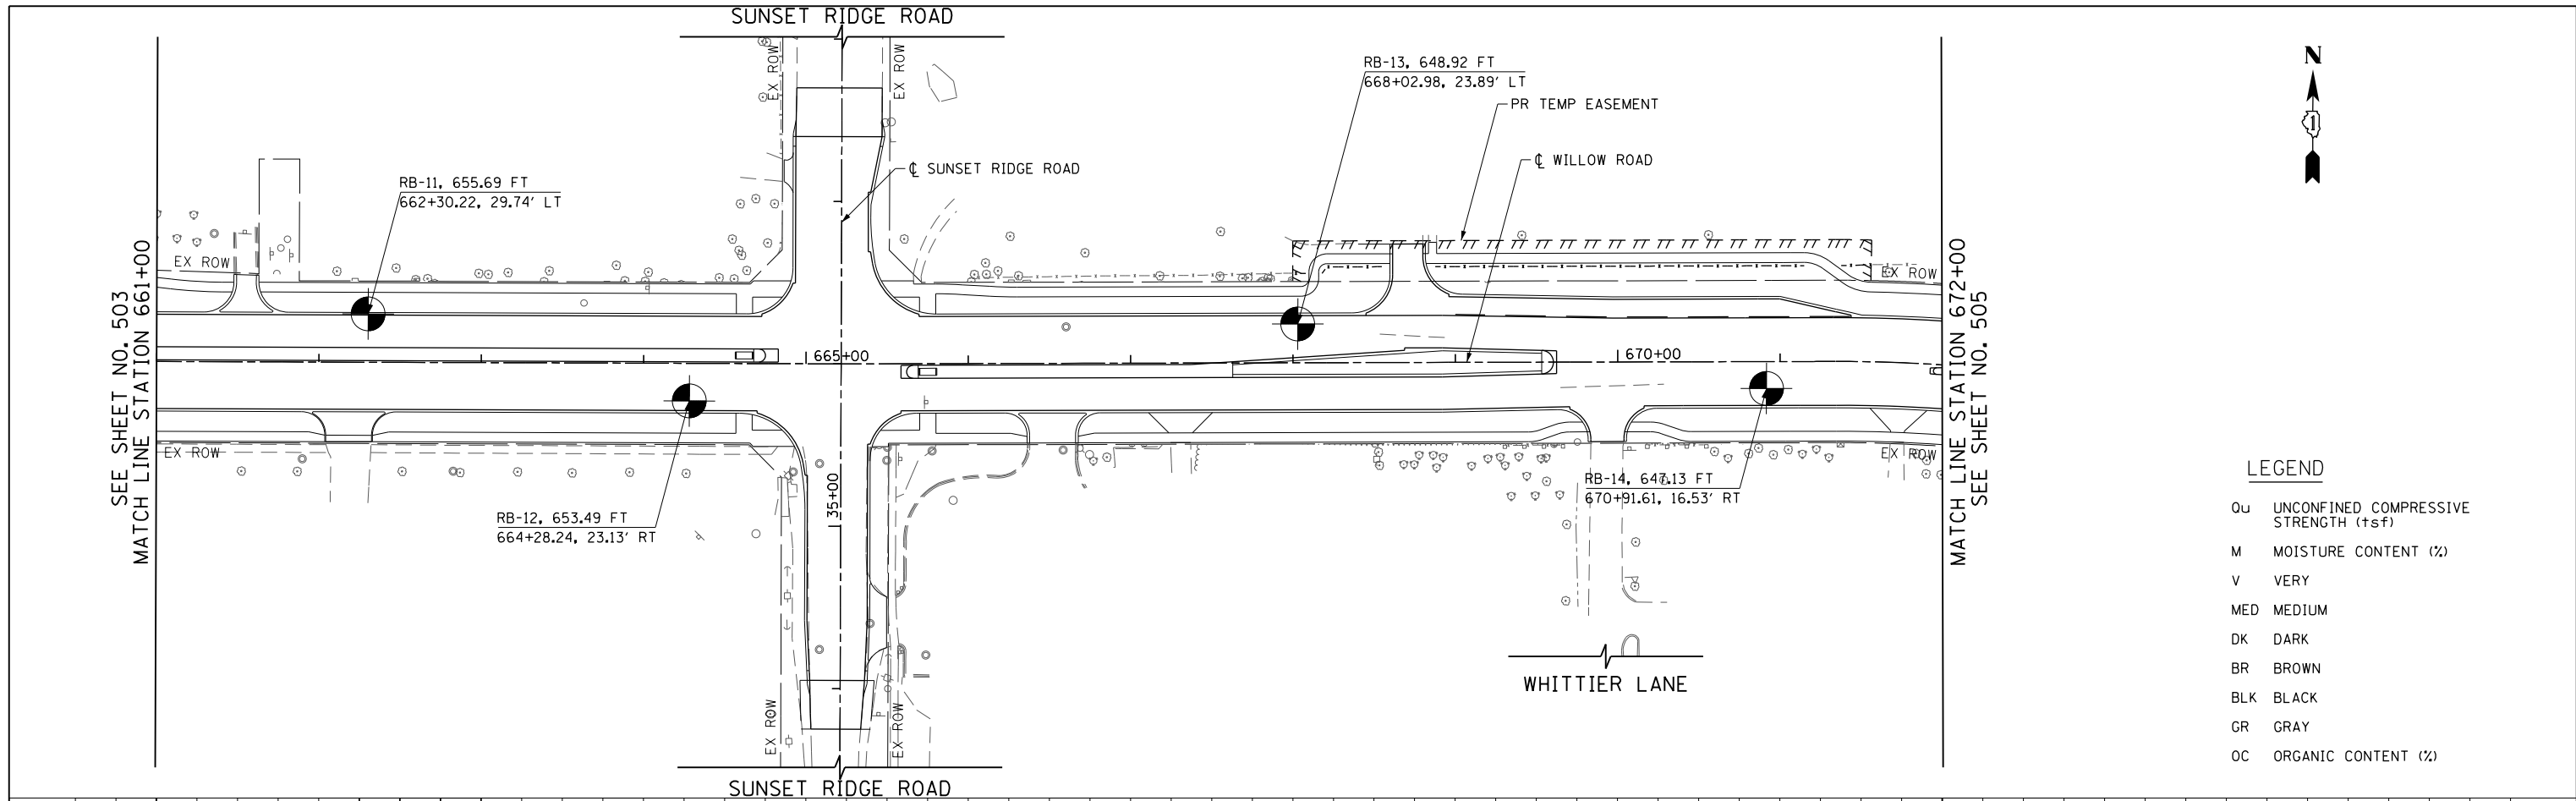 SUNSET RIDGE ROAD
EX ROW
EX ROW
RB-13, 648.92 FT
668+02.98, 23.89' LT
PR TEMP EASEMENT
N
1
℄ WILLOW ROAD
℄ SUNSET RIDGE ROAD
RB-11, 655.69 FT
662+30.22, 29.74' LT
EX ROW
EX ROW
SEE SHEET NO. 503
MATCH LINE STATION 661+00
665+00
670+00
MATCH LINE STATION 672+00
SEE SHEET NO. 505
EX ROW
EX ROW
RB-14, 647.13 FT
670+91.61, 16.53' RT
35+00
RB-12, 653.49 FT
664+28.24, 23.13' RT
WHITTIER LANE
EX ROW
EX ROW
SUNSET RIDGE ROAD
LEGEND
Qu UNCONFINED COMPRESSIVE
STRENGTH (tsf)
M MOISTURE CONTENT (%)
V VERY
MED MEDIUM
DK DARK
BR BROWN
BLK BLACK
GR GRAY
OC ORGANIC CONTENT (%)